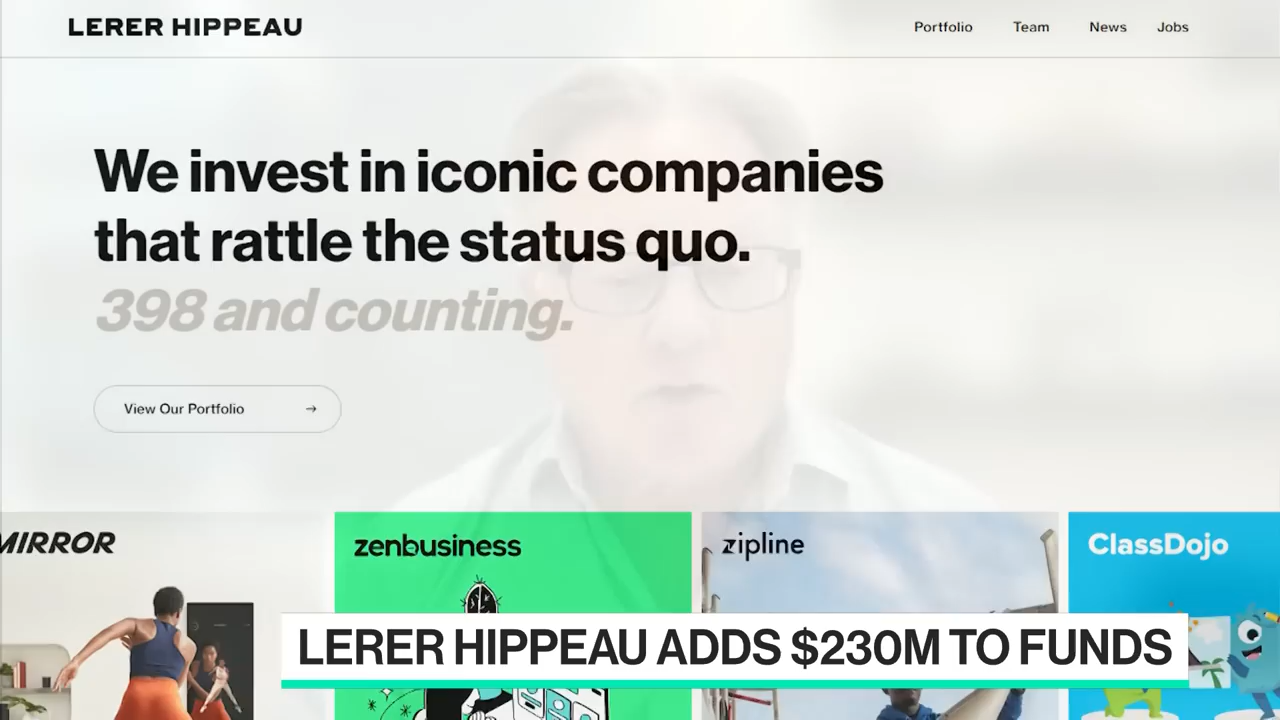 LERER HIPPEAU
Portfolio Team News Jobs
We invest in iconic companies
that rattle the status quo.
398 and counting.
View Our Portfolio →
MIRROR
zenbusiness
zipline
ClassDojo
LERER HIPPEAU ADDS $230M TO FUNDS